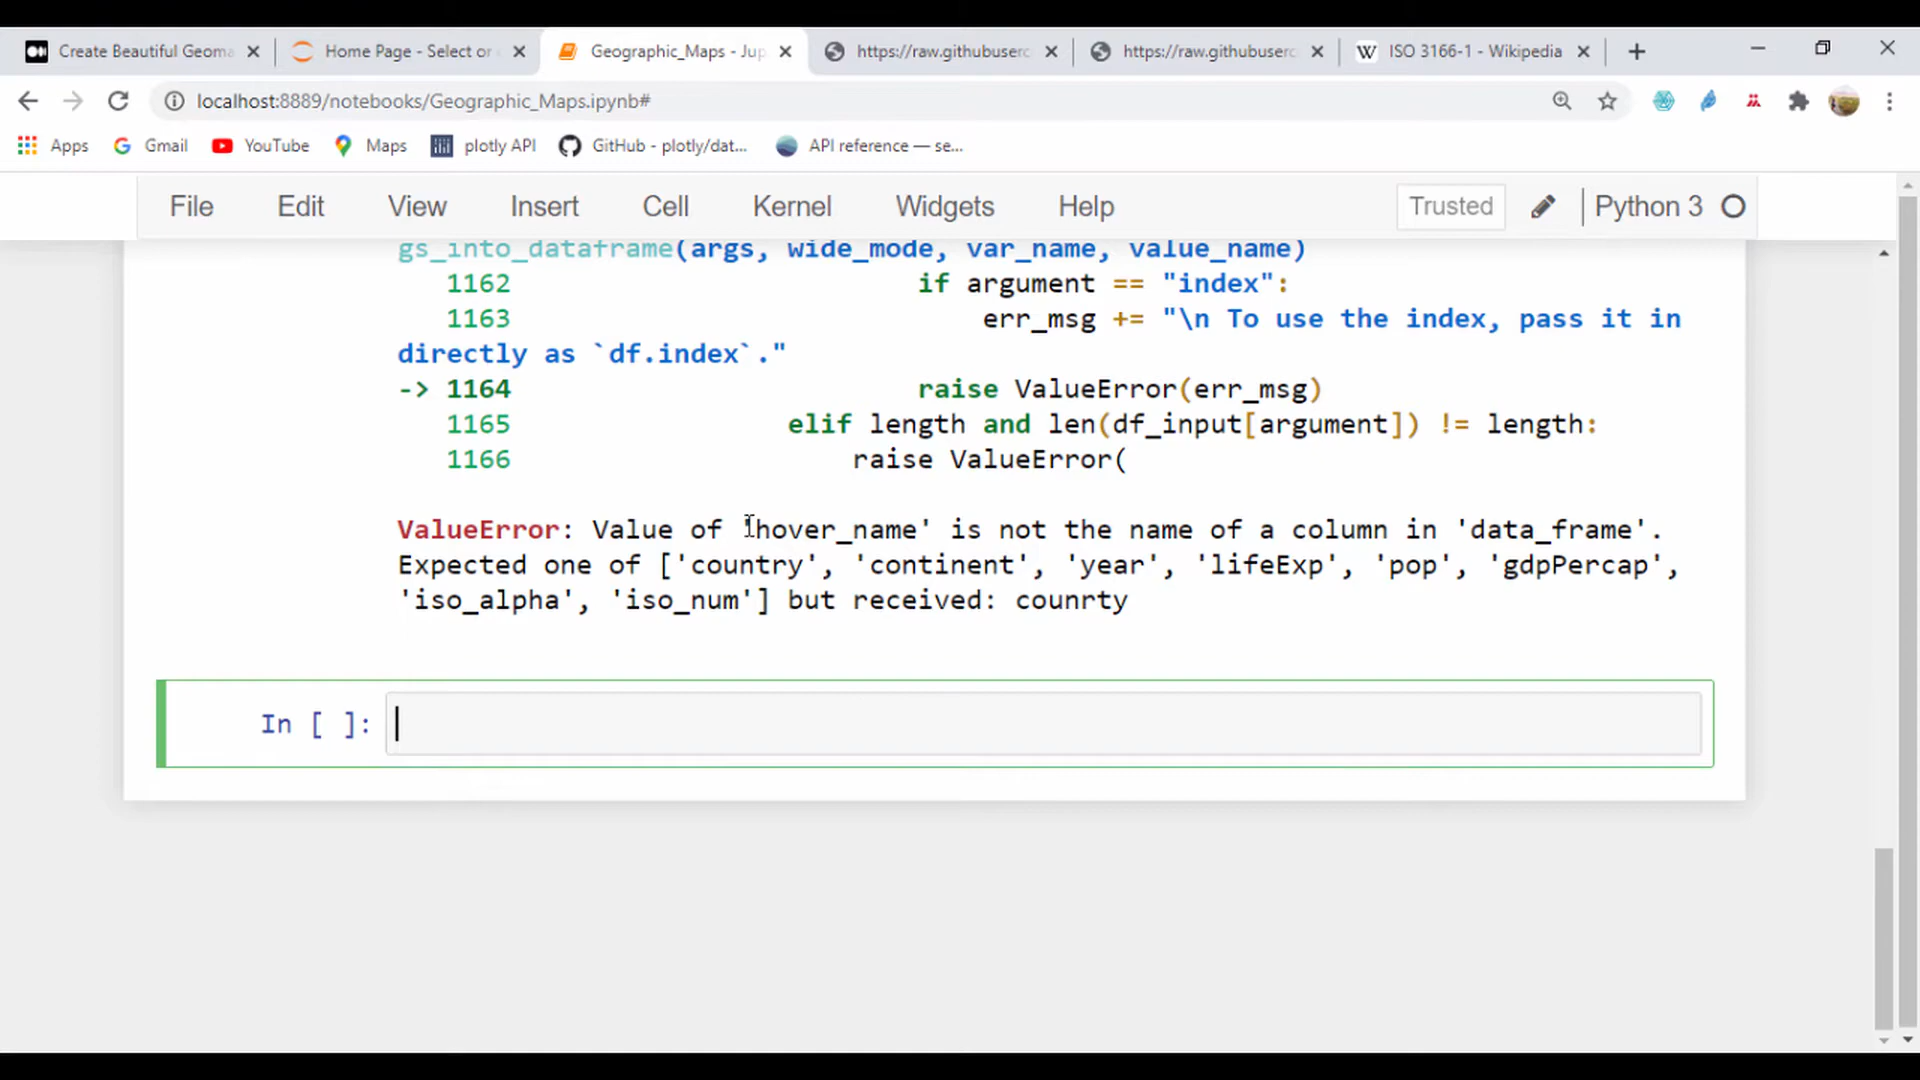 Create Beautiful Geoma
Home Page - Select or
Geographic_Maps - Jup
https://raw.githubuserc
https://raw.githubuserc
ISO 3166-1 - Wikipedia
localhost:8889/notebooks/Geographic_Maps.ipynb#
Apps Gmail YouTube Maps plotly API GitHub - plotly/dat... API reference — se...
File Edit View Insert Cell Kernel Widgets Help Trusted Python 3
gs_into_dataframe(args, wide_mode, var_name, value_name)
1162 if argument == "index":
1163 err_msg += "\n To use the index, pass it in
directly as `df.index`."
-> 1164 raise ValueError(err_msg)
1165 elif length and len(df_input[argument]) != length:
1166 raise ValueError(
ValueError: Value of 'hover_name' is not the name of a column in 'data_frame'.
Expected one of ['country', 'continent', 'year', 'lifeExp', 'pop', 'gdpPercap',
'iso_alpha', 'iso_num'] but received: counrty
In [ ]: